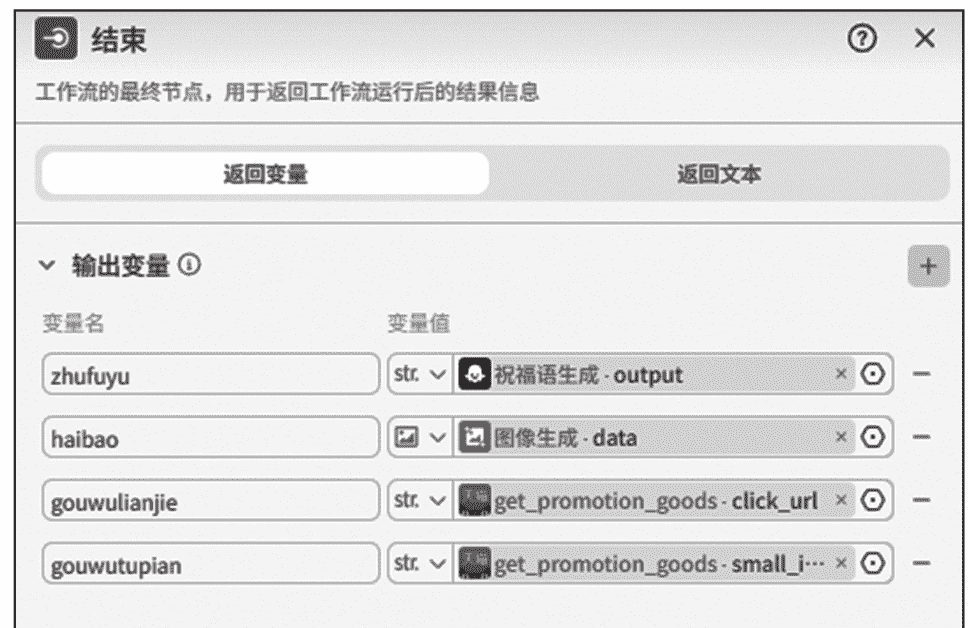 结束
工作流的最终节点，用于返回工作流运行后的结果信息
返回变量 返回文本
输出变量
变量名 变量值
zhufuyu str. 祝福语生成 · output
haibao 图像生成 · data
gouwulianjie str. get_promotion_goods · click_url
gouwutupian str. get_promotion_goods · small_i···